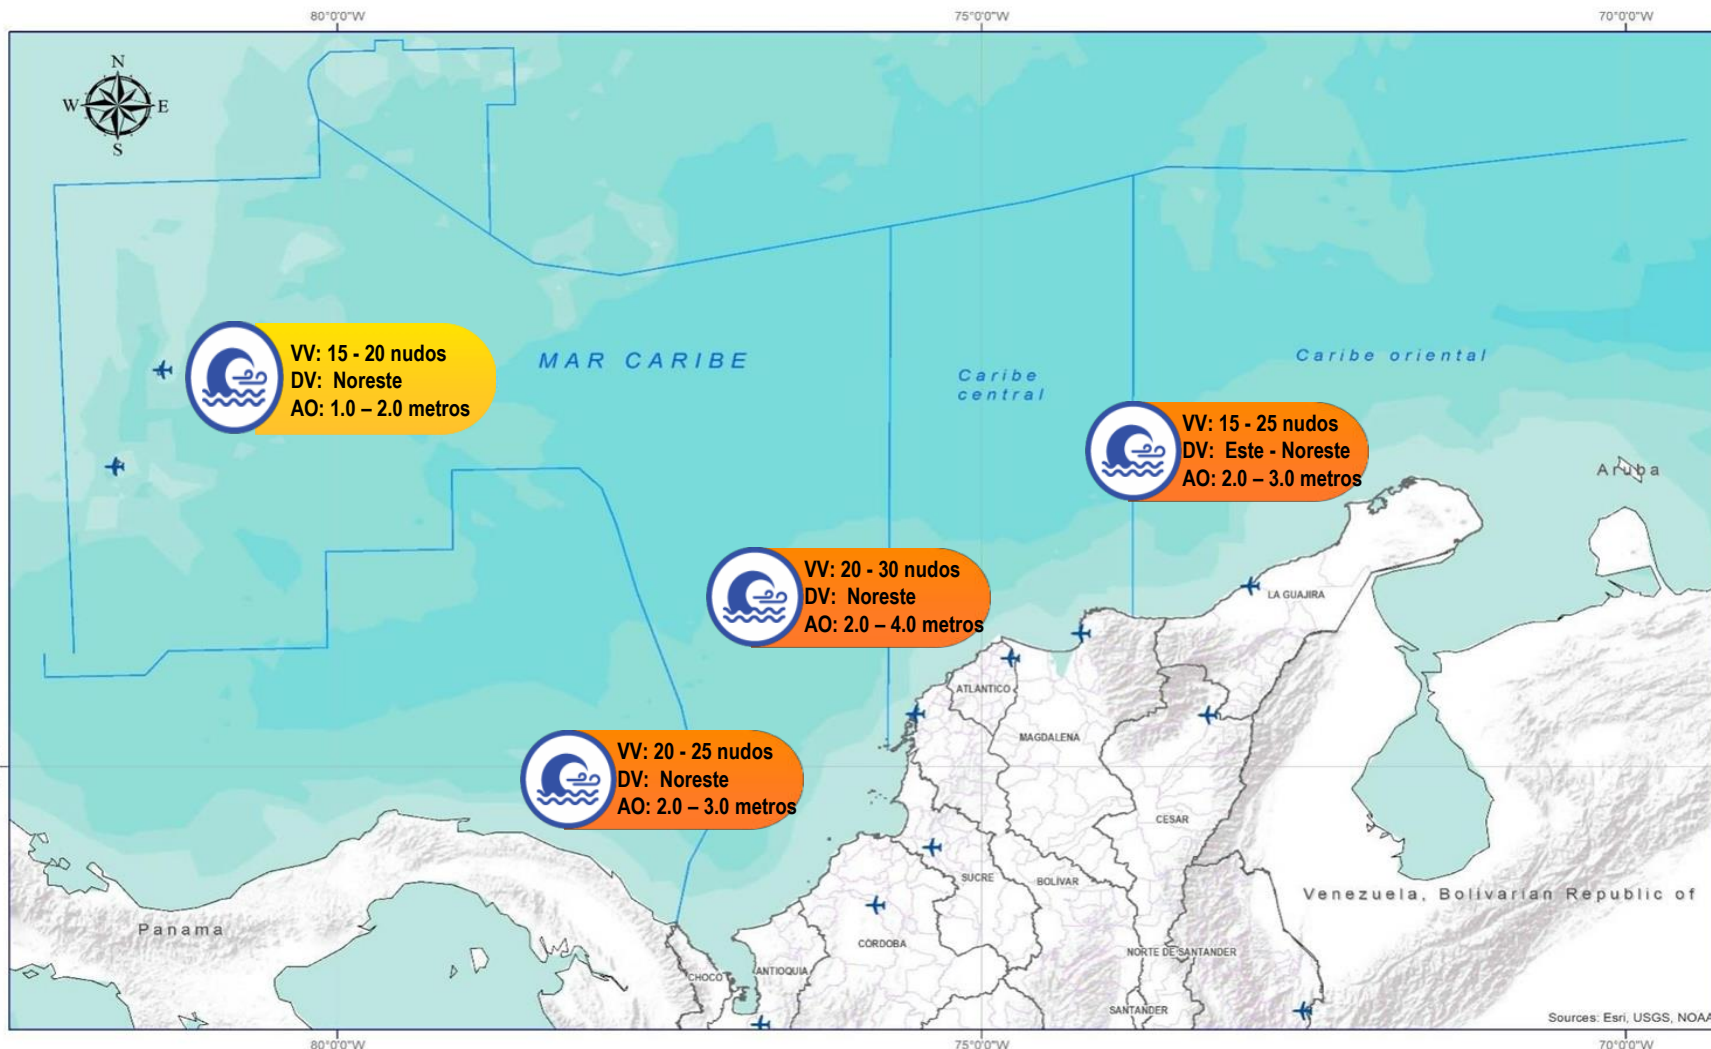 80°0'0"W
75°0'0"W
70°0'0"W
N
W
E
S
VV: 15 - 20 nudos
DV: Noreste
AO: 1.0 – 2.0 metros
MAR CARIBE
Caribe
central
Caribe oriental
VV: 15 - 25 nudos
DV: Este - Noreste
AO: 2.0 – 3.0 metros
Aruba
VV: 20 - 30 nudos
DV: Noreste
AO: 2.0 – 4.0 metros
LA GUAJIRA
ATLANTICO
MAGDALENA
VV: 20 - 25 nudos
DV: Noreste
AO: 2.0 – 3.0 metros
CESAR
SUCRE
BOLÍVAR
Venezuela, Bolivarian Republic of
Panama
CÓRDOBA
NORTE DE SANTANDER
CHOCO
ANTIOQUIA
SANTANDER
Sources: Esri, USGS, NOAA
80°0'0"W
75°0'0"W
70°0'0"W